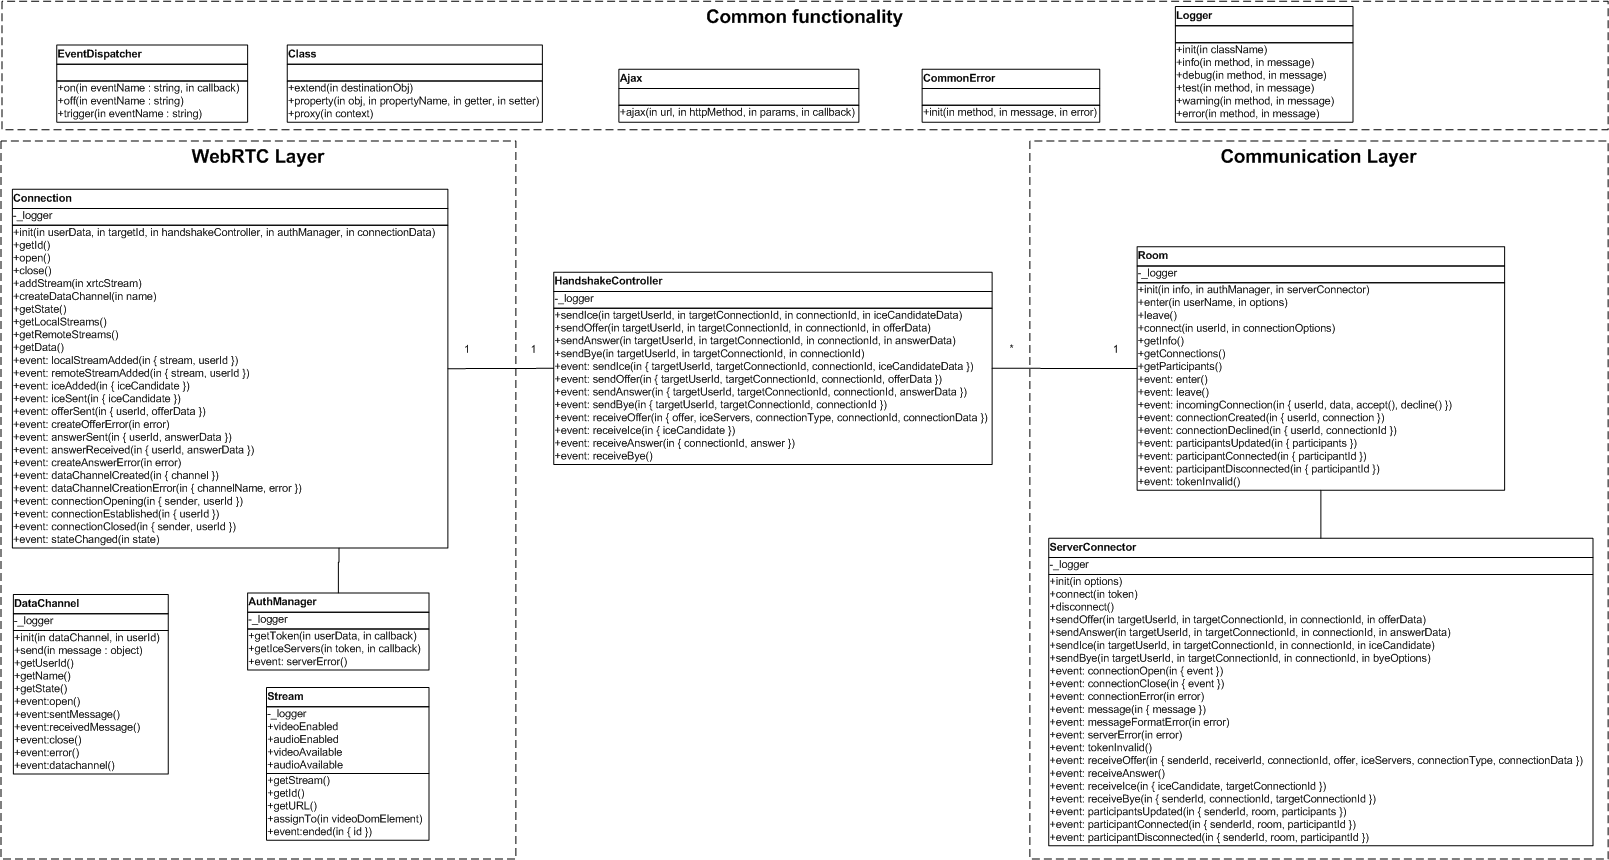 Common functionality
EventDispatcher
+on(in eventName : string, in callback)
+off(in eventName : string)
+trigger(in eventName : string)
Class
+extend(in destinationObj)
+property(in obj, in propertyName, in getter, in setter)
+proxy(in context)
Ajax
+ajax(in url, in httpMethod, in params, in callback)
CommonError
+init(in method, in message, in error)
Logger
+init(in className)
+info(in method, in message)
+debug(in method, in message)
+test(in method, in message)
+warning(in method, in message)
+error(in method, in message)
WebRTC Layer
Connection
-_logger
+init(in userData, in targetId, in handshakeController, in authManager, in connectionData)
+getId()
+open()
+close()
+addStream(in xrtcStream)
+createDataChannel(in name)
+getState()
+getLocalStreams()
+getRemoteStreams()
+getData()
+event: localStreamAdded(in { stream, userId })
+event: remoteStreamAdded(in { stream, userId })
+event: iceAdded(in { iceCandidate })
+event: iceSent(in { iceCandidate })
+event: offerSent(in { userId, offerData })
+event: createOfferError(in error)
+event: answerSent(in { userId, answerData })
+event: answerReceived(in { userId, answerData })
+event: createAnswerError(in error)
+event: dataChannelCreated(in { channel })
+event: dataChannelCreationError(in { channelName, error })
+event: connectionOpening(in { sender, userId })
+event: connectionEstablished(in { userId })
+event: connectionClosed(in { sender, userId })
+event: stateChanged(in state)
DataChannel
-_logger
+init(in dataChannel, in userId)
+send(in message : object)
+getUserId()
+getName()
+getState()
+event:open()
+event:sentMessage()
+event:receivedMessage()
+event:close()
+event:error()
+event:datachannel()
AuthManager
-_logger
+getToken(in userData, in callback)
+getIceServers(in token, in callback)
+event: serverError()
Stream
-_logger
+videoEnabled
+audioEnabled
+videoAvailable
+audioAvailable
+getStream()
+getId()
+getURL()
+assignTo(in videoDomElement)
+event:ended(in { id })
1
1
HandshakeController
-_logger
+sendIce(in targetUserId, in targetConnectionId, in connectionId, in iceCandidateData)
+sendOffer(in targetUserId, in targetConnectionId, in connectionId, in offerData)
+sendAnswer(in targetUserId, in targetConnectionId, in connectionId, in answerData)
+sendBye(in targetUserId, in targetConnectionId, in connectionId)
+event: sendIce(in { targetUserId, targetConnectionId, connectionId, iceCandidateData })
+event: sendOffer(in { targetUserId, targetConnectionId, connectionId, offerData })
+event: sendAnswer(in { targetUserId, targetConnectionId, connectionId, answerData })
+event: sendBye(in { targetUserId, targetConnectionId, connectionId })
+event: receiveOffer(in { offer, iceServers, connectionType, connectionId, connectionData })
+event: receiveIce(in { iceCandidate })
+event: receiveAnswer(in { connectionId, answer })
+event: receiveBye()
*
1
Communication Layer
Room
-_logger
+init(in info, in authManager, in serverConnector)
+enter(in userName, in options)
+leave()
+connect(in userId, in connectionOptions)
+getInfo()
+getConnections()
+getParticipants()
+event: enter()
+event: leave()
+event: incomingConnection(in { userId, data, accept(), decline() })
+event: connectionCreated(in { userId, connection })
+event: connectionDeclined(in { userId, connectionId })
+event: participantsUpdated(in { participants })
+event: participantConnected(in { participantId })
+event: participantDisconnected(in { participantId })
+event: tokenInvalid()
ServerConnector
-_logger
+init(in options)
+connect(in token)
+disconnect()
+sendOffer(in targetUserId, in targetConnectionId, in connectionId, in offerData)
+sendAnswer(in targetUserId, in targetConnectionId, in connectionId, in answerData)
+sendIce(in targetUserId, in targetConnectionId, in connectionId, in iceCandidate)
+sendBye(in targetUserId, in targetConnectionId, in connectionId, in byeOptions)
+event: connectionOpen(in { event })
+event: connectionClose(in { event })
+event: connectionError(in error)
+event: message(in { message })
+event: messageFormatError(in error)
+event: serverError(in error)
+event: tokenInvalid()
+event: receiveOffer(in { senderId, receiverId, connectionId, offer, iceServers, connectionType, connectionData })
+event: receiveAnswer()
+event: receiveIce(in { iceCandidate, targetConnectionId })
+event: receiveBye(in { senderId, connectionId, targetConnectionId })
+event: participantsUpdated(in { senderId, room, participants })
+event: participantConnected(in { senderId, room, participantId })
+event: participantDisconnected(in { senderId, room, participantId })